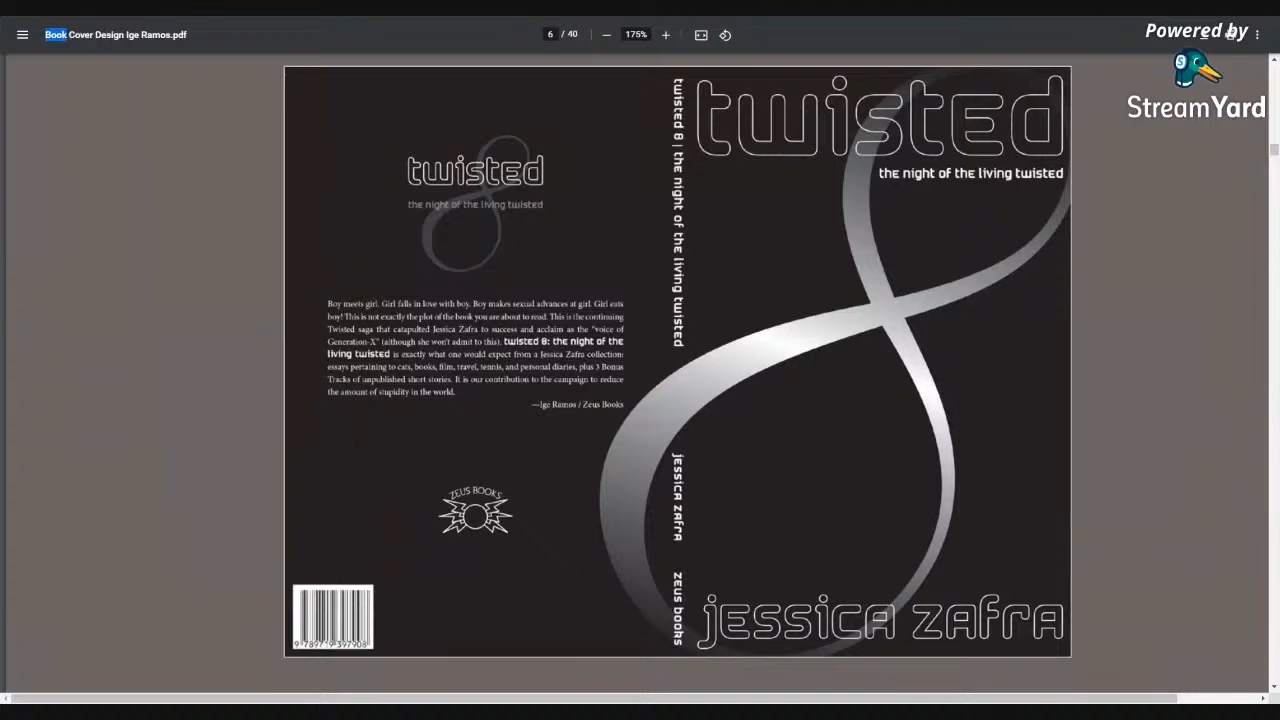 Book Cover Design Ige Ramos.pdf
6 / 40
175%
Powered by
StreamYard
twisted
the night of the living twisted
Boy meets girl. Girl falls in love with boy. Boy makes sexual advances at girl. Girl eats
boy! This is not exactly the plot of the book you are about to read. This is the continuing
Twisted saga that catapulted Jessica Zafra to success and acclaim as the "voice of
Generation-X" (although she won't admit to this). twisted 8: the night of the
living twisted is exactly what one would expect from a Jessica Zafra collection:
essays pertaining to cats, books, film, travel, tennis, and personal diaries, plus 3 Bonus
Tracks of unpublished short stories. It is our contribution to the campaign to reduce
the amount of stupidity in the world.
—Ige Ramos / Zeus Books
ZEUS BOOKS
9 789719 397908
twisted 8 | the night of the living twisted
jessica zafra
zeus books
twisted
the night of the living twisted
8
jessica zafra